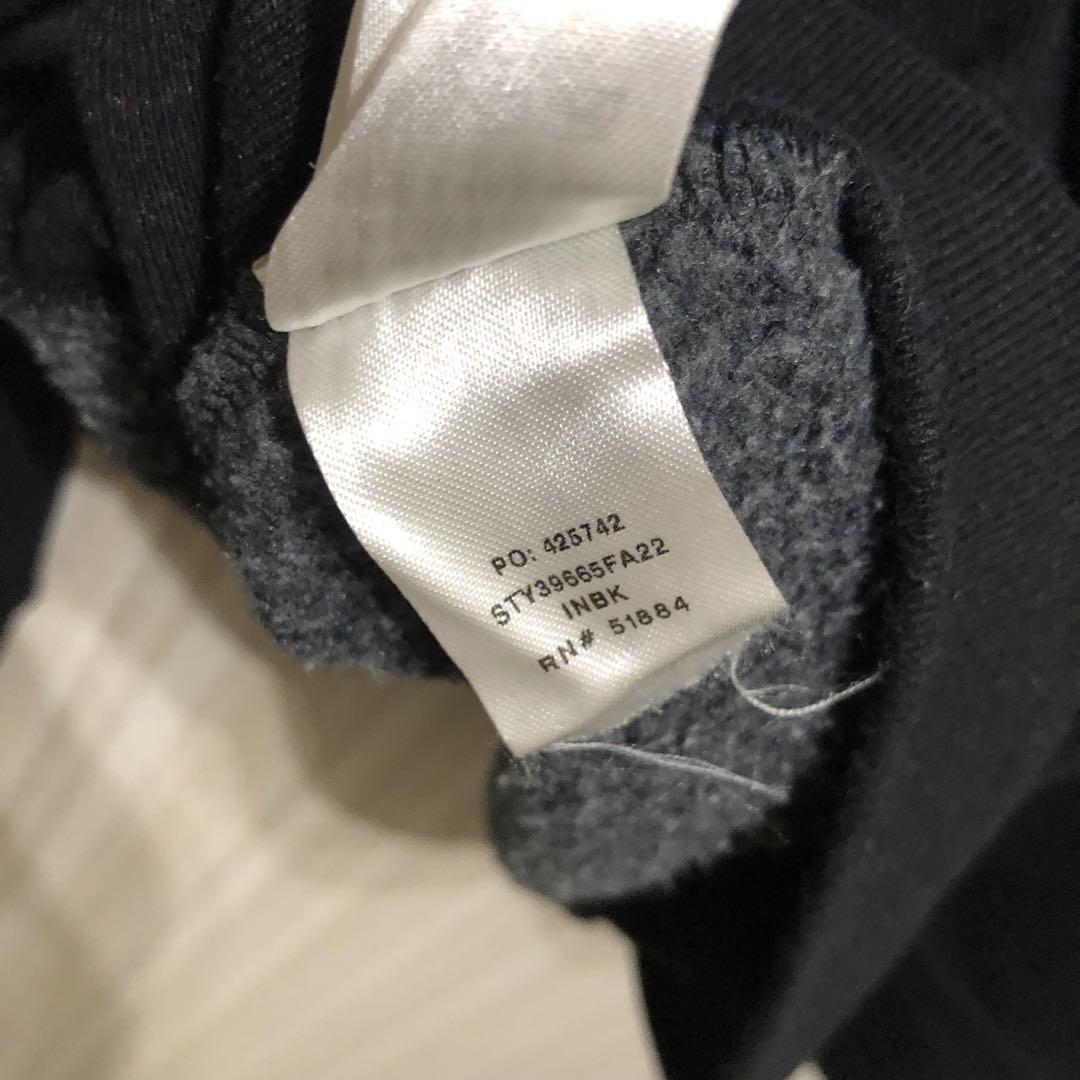 PO: 425742
STY39665FA22
INBK
RN# 51884